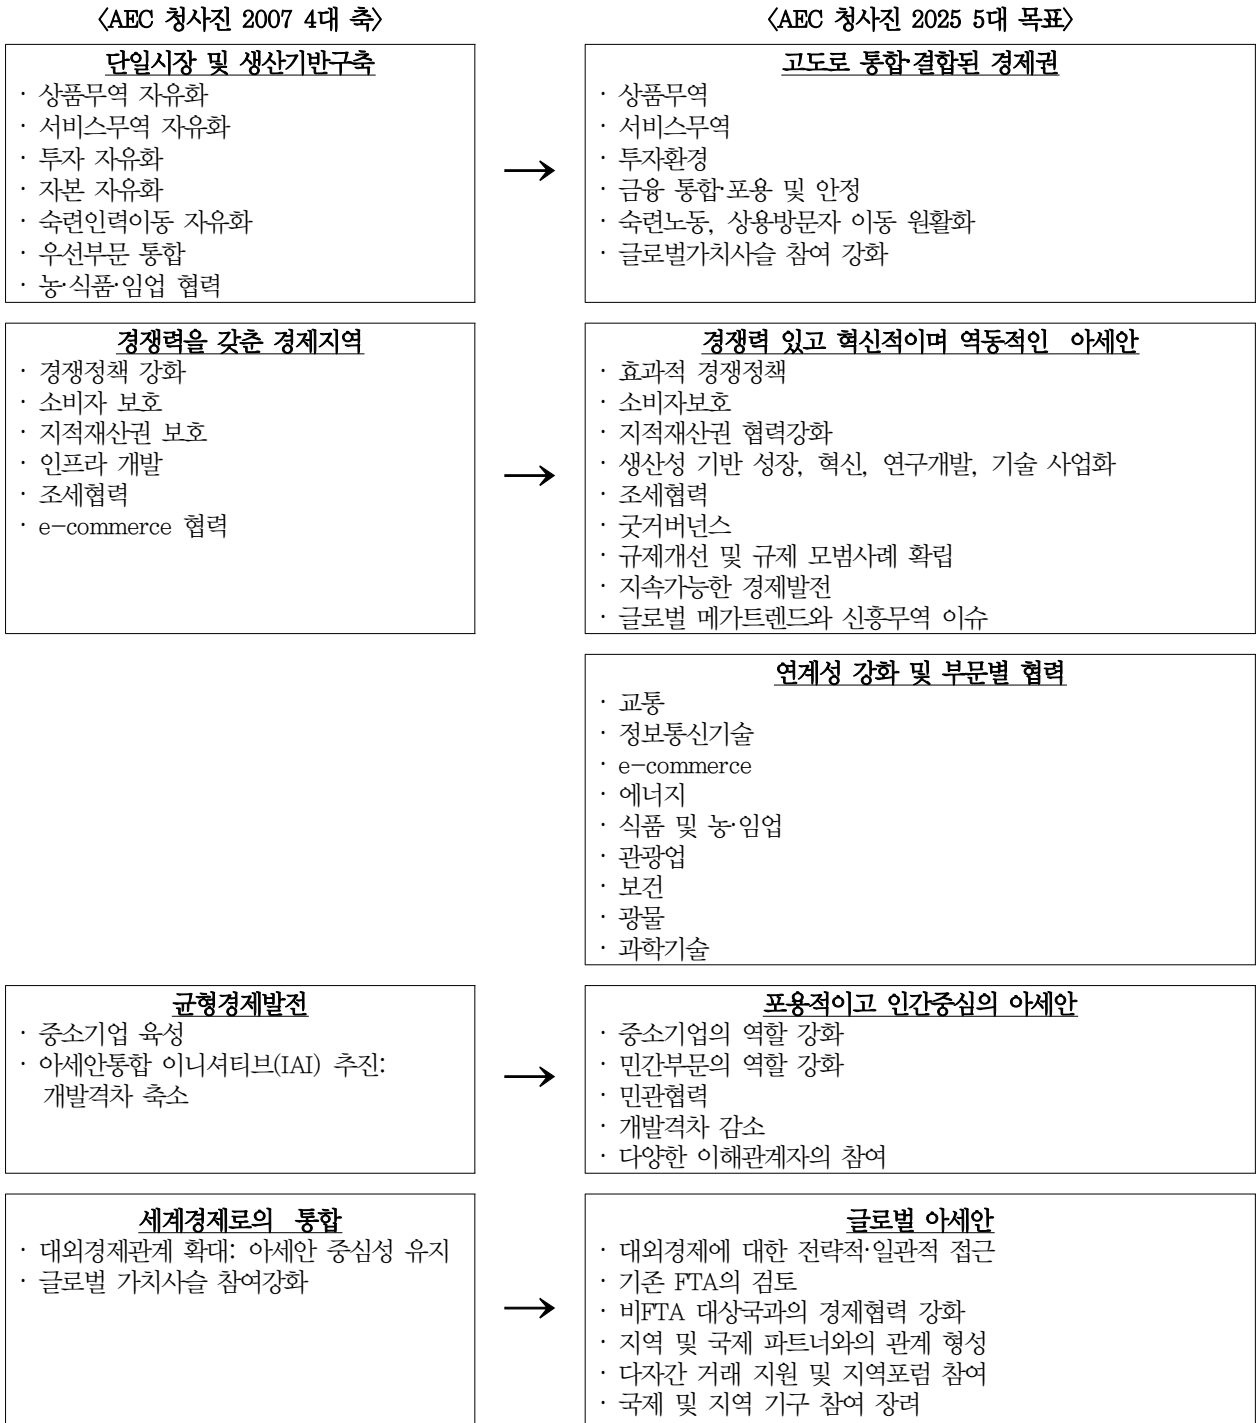 〈AEC 청사진 2007 4대 축〉
〈AEC 청사진 2025 5대 목표〉
단일시장 및 생산기반구축
· 상품무역 자유화
· 서비스무역 자유화
· 투자 자유화
· 자본 자유화
· 숙련인력이동 자유화
· 우선부문 통합
· 농·식품·임업 협력
→
고도로 통합·결합된 경제권
· 상품무역
· 서비스무역
· 투자환경
· 금융 통합·포용 및 안정
· 숙련노동, 상용방문자 이동 원활화
· 글로벌가치사슬 참여 강화
경쟁력을 갖춘 경제지역
· 경쟁정책 강화
· 소비자 보호
· 지적재산권 보호
· 인프라 개발
· 조세협력
· e-commerce 협력
→
경쟁력 있고 혁신적이며 역동적인 아세안
· 효과적 경쟁정책
· 소비자보호
· 지적재산권 협력강화
· 생산성 기반 성장, 혁신, 연구개발, 기술 사업화
· 조세협력
· 굿거버넌스
· 규제개선 및 규제 모범사례 확립
· 지속가능한 경제발전
· 글로벌 메가트렌드와 신흥무역 이슈
연계성 강화 및 부문별 협력
· 교통
· 정보통신기술
· e-commerce
· 에너지
· 식품 및 농·임업
· 관광업
· 보건
· 광물
· 과학기술
균형경제발전
· 중소기업 육성
· 아세안통합 이니셔티브(IAI) 추진:
개발격차 축소
→
포용적이고 인간중심의 아세안
· 중소기업의 역할 강화
· 민간부문의 역할 강화
· 민관협력
· 개발격차 감소
· 다양한 이해관계자의 참여
세계경제로의 통합
· 대외경제관계 확대: 아세안 중심성 유지
· 글로벌 가치사슬 참여강화
→
글로벌 아세안
· 대외경제에 대한 전략적·일관적 접근
· 기존 FTA의 검토
· 비FTA 대상국과의 경제협력 강화
· 지역 및 국제 파트너와의 관계 형성
· 다자간 거래 지원 및 지역포럼 참여
· 국제 및 지역 기구 참여 장려